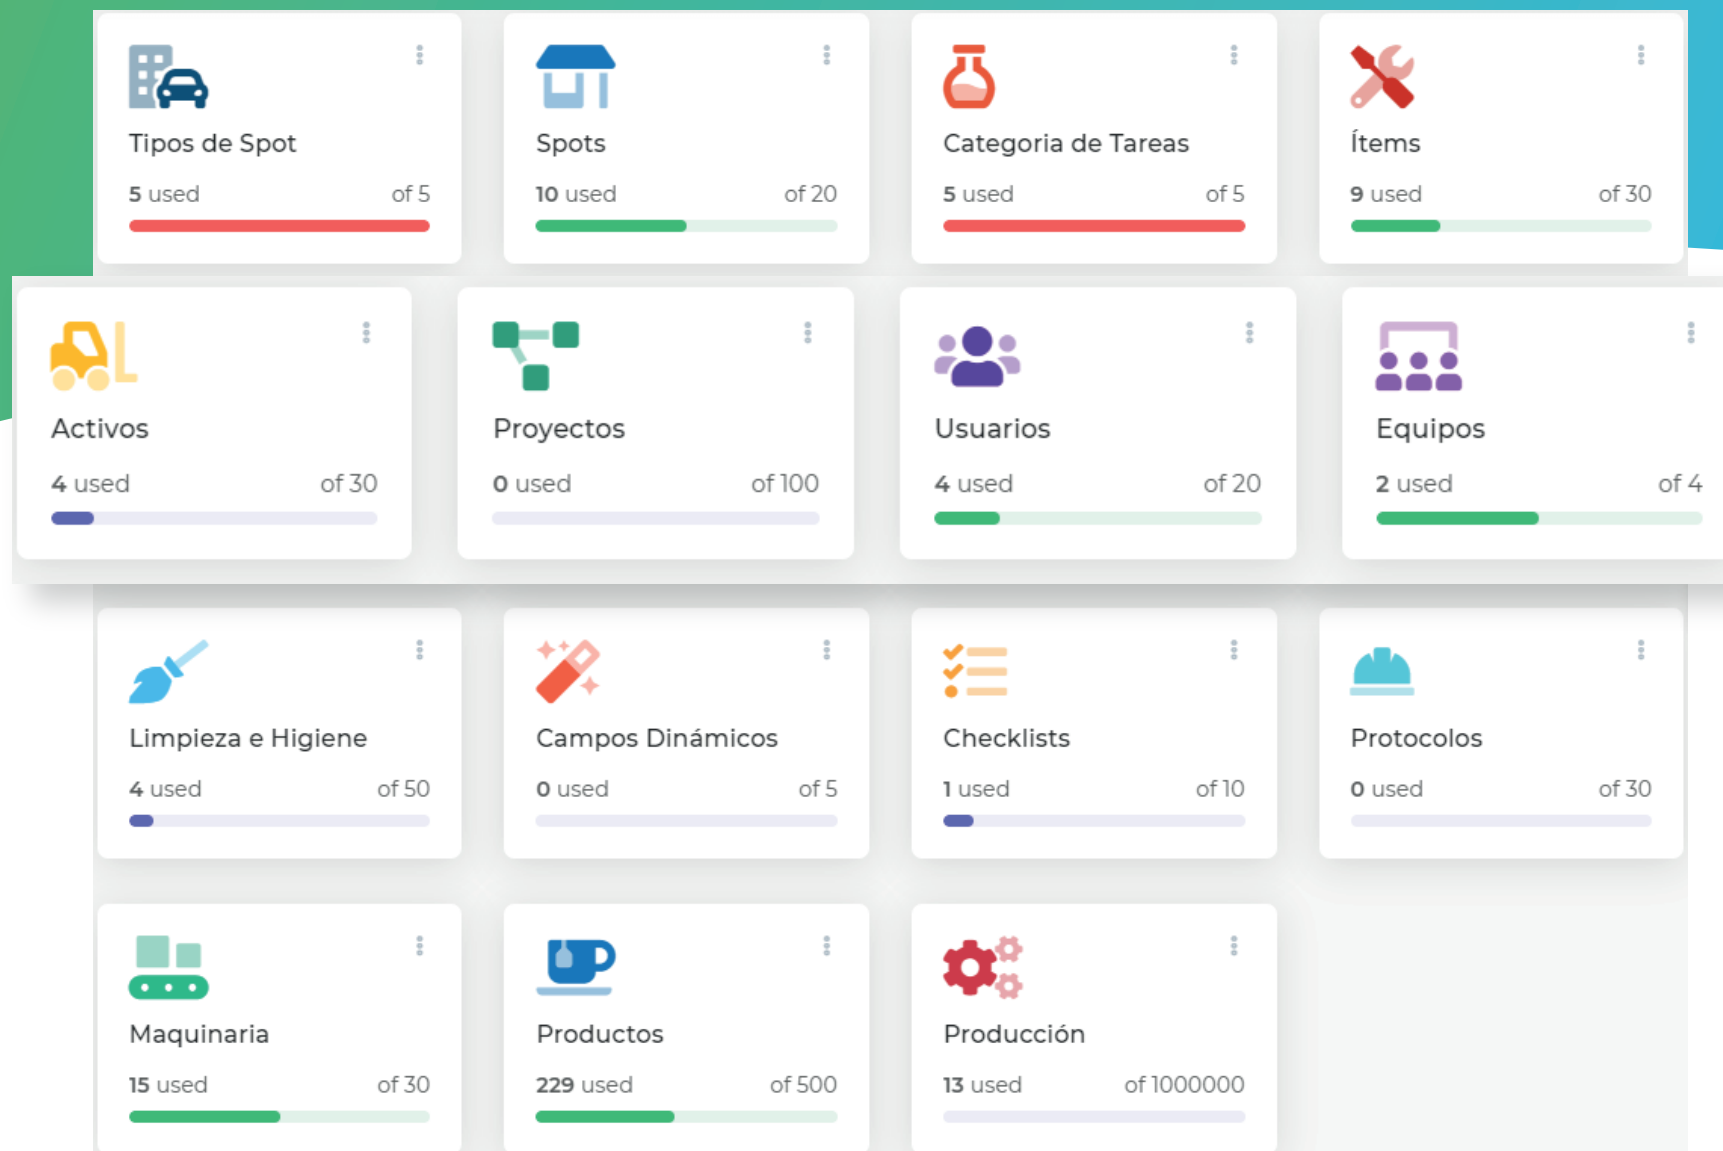 Tipos de Spot
5 used of 5
Spots
10 used of 20
Categoria de Tareas
5 used of 5
Ítems
9 used of 30
Activos
4 used of 30
Proyectos
0 used of 100
Usuarios
4 used of 20
Equipos
2 used of 4
Limpieza e Higiene
4 used of 50
Campos Dinámicos
0 used of 5
Checklists
1 used of 10
Protocolos
0 used of 30
Maquinaria
15 used of 30
Productos
229 used of 500
Producción
13 used of 1000000